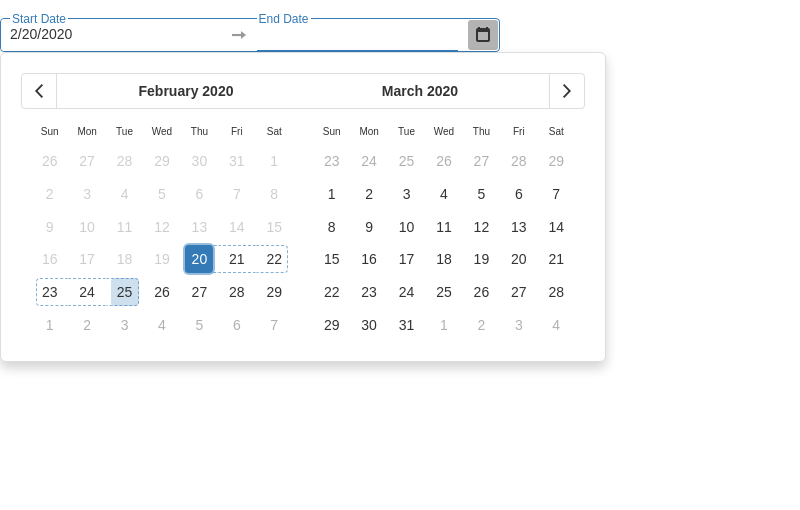 Start Date End Date
2/20/2020
February 2020 March 2020
Sun Mon Tue Wed Thu Fri Sat Sun Mon Tue Wed Thu Fri Sat
26 27 28 29 30 31 1 23 24 25 26 27 28 29
2 3 4 5 6 7 8 1 2 3 4 5 6 7
9 10 11 12 13 14 15 8 9 10 11 12 13 14
16 17 18 19 20 21 22 15 16 17 18 19 20 21
23 24 25 26 27 28 29 22 23 24 25 26 27 28
1 2 3 4 5 6 7 29 30 31 1 2 3 4